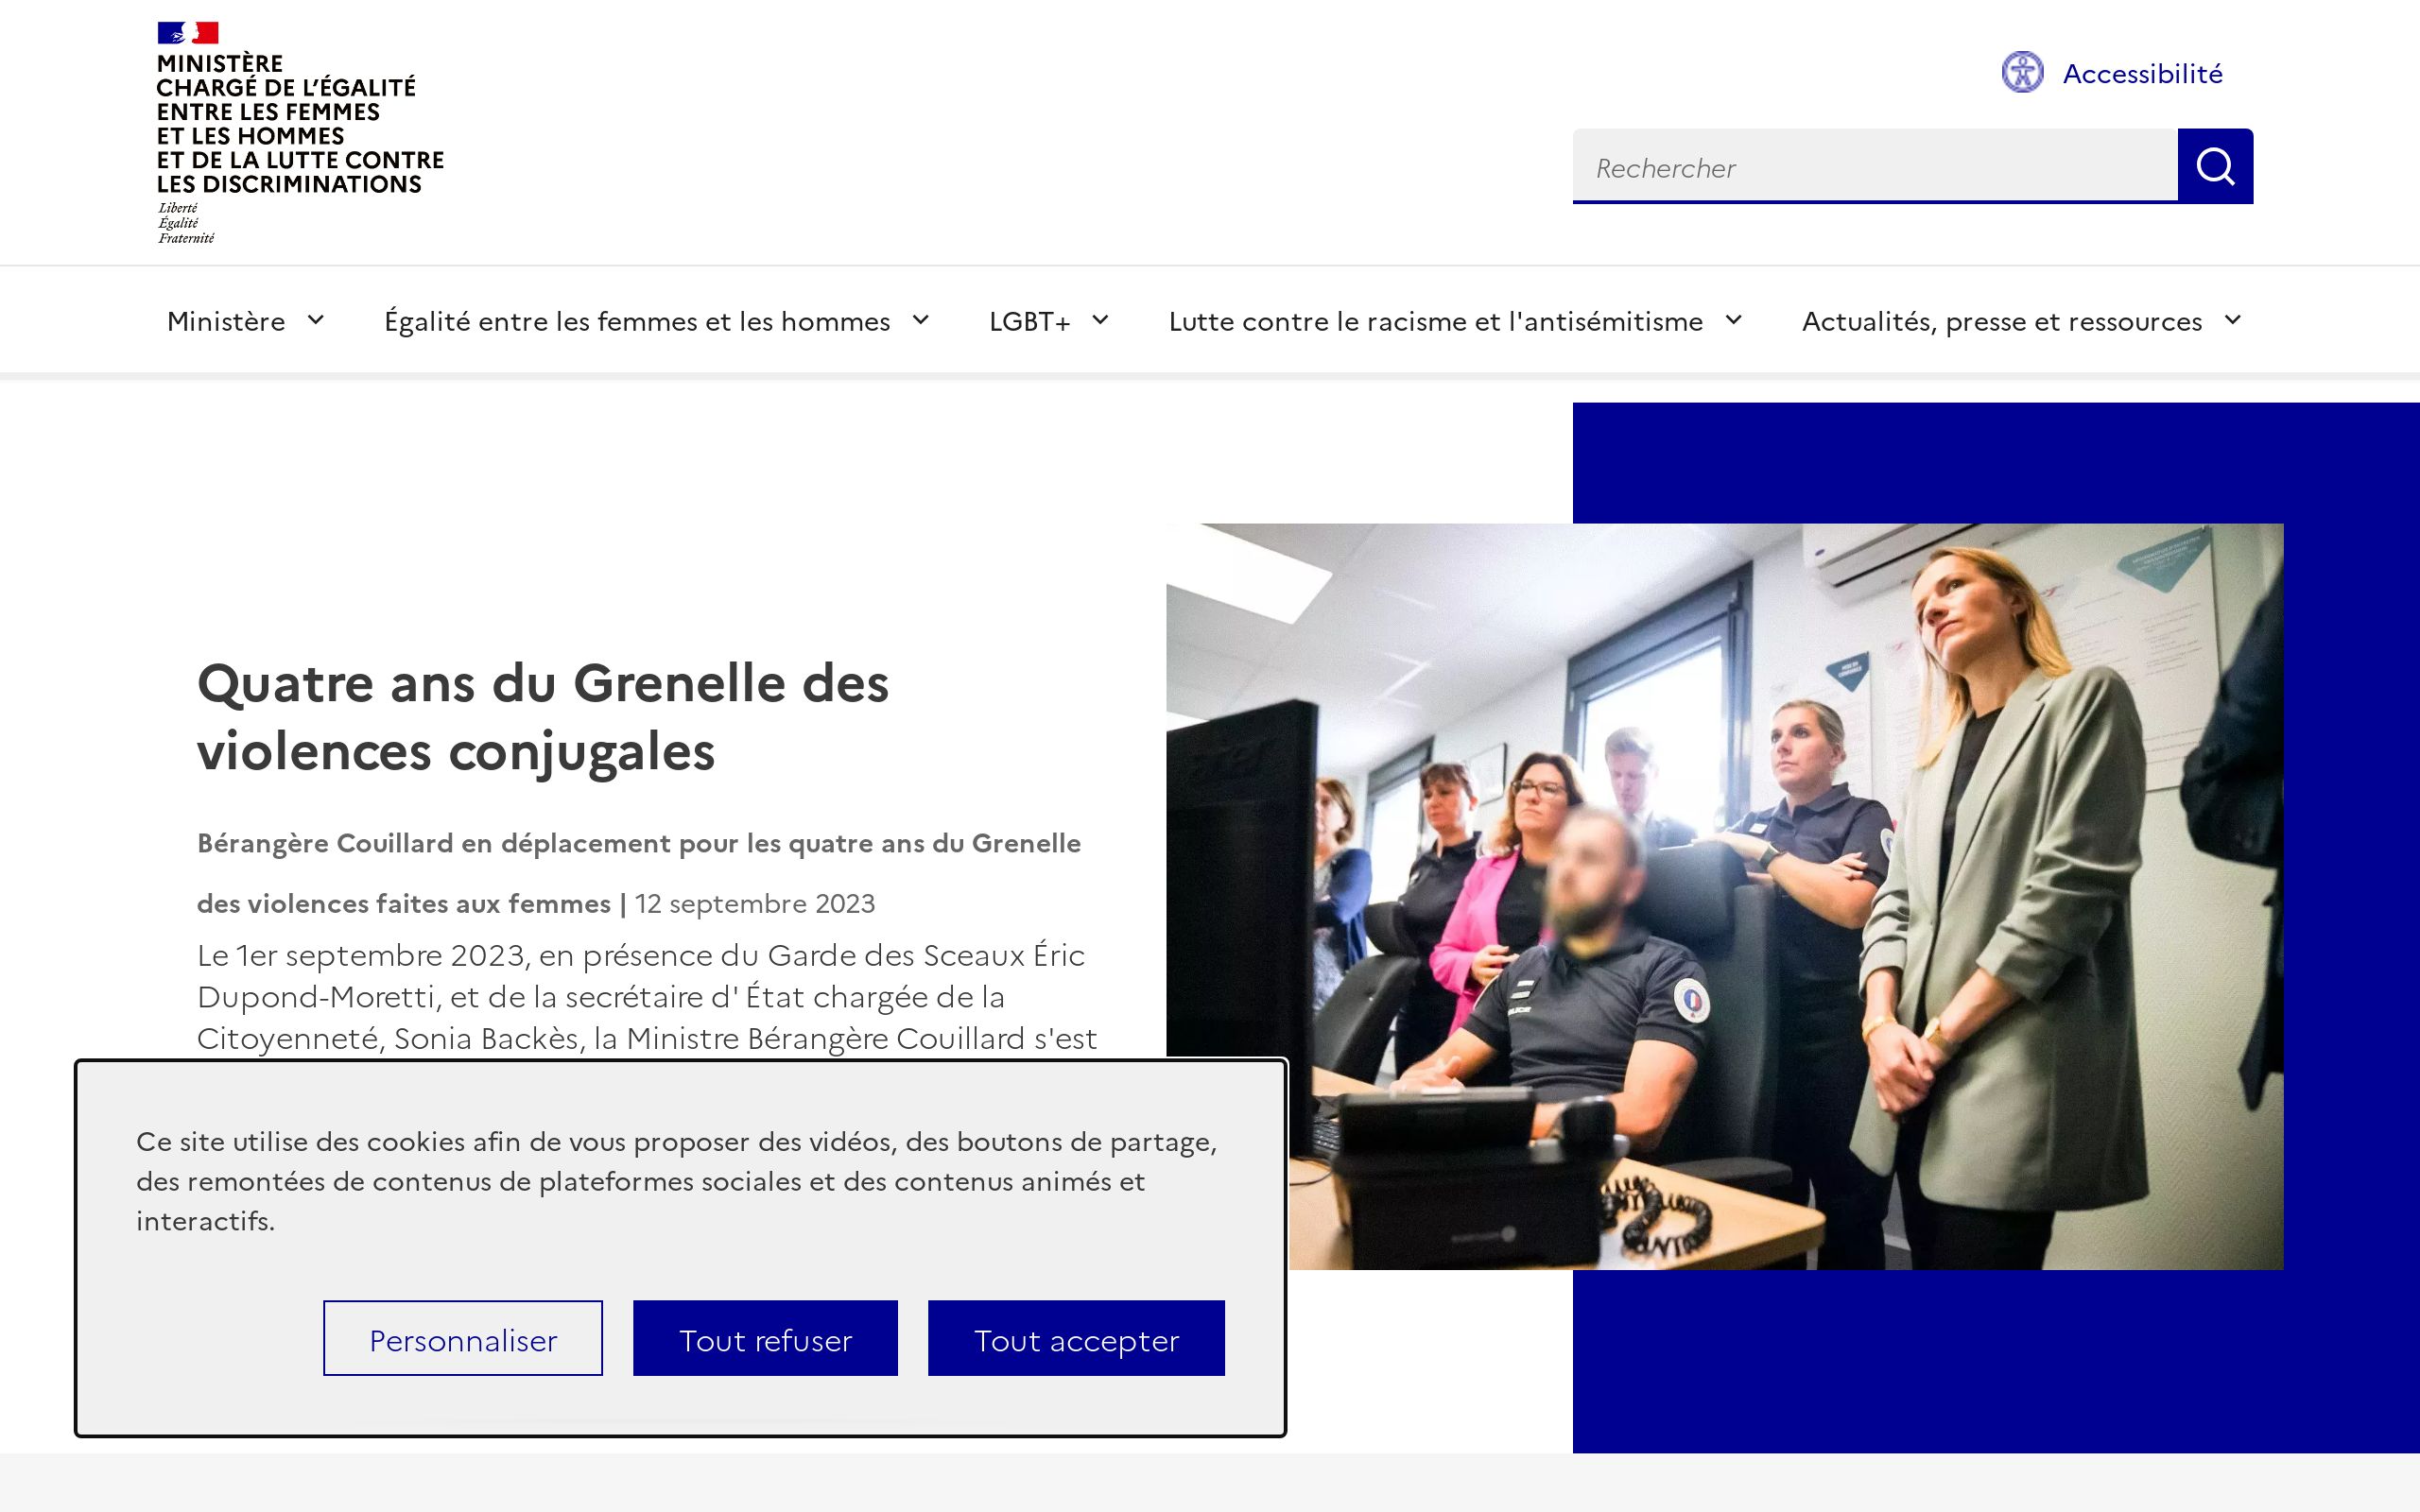 MINISTÈRE
CHARGÉ DE L'ÉGALITÉ
ENTRE LES FEMMES
ET LES HOMMES
ET DE LA LUTTE CONTRE
LES DISCRIMINATIONS
Liberté
Égalité
Fraternité
Accessibilité
Rechercher
Ministère
Égalité entre les femmes et les hommes
LGBT+
Lutte contre le racisme et l'antisémitisme
Actualités, presse et ressources
Quatre ans du Grenelle des
violences conjugales
Bérangère Couillard en déplacement pour les quatre ans du Grenelle
des violences faites aux femmes | 12 septembre 2023
Le 1er septembre 2023, en présence du Garde des Sceaux Éric
Dupond-Moretti, et de la secrétaire d' État chargée de la
Citoyenneté, Sonia Backès, la Ministre Bérangère Couillard s'est
Ce site utilise des cookies afin de vous proposer des vidéos, des boutons de partage,
des remontées de contenus de plateformes sociales et des contenus animés et
interactifs.
Personnaliser
Tout refuser
Tout accepter